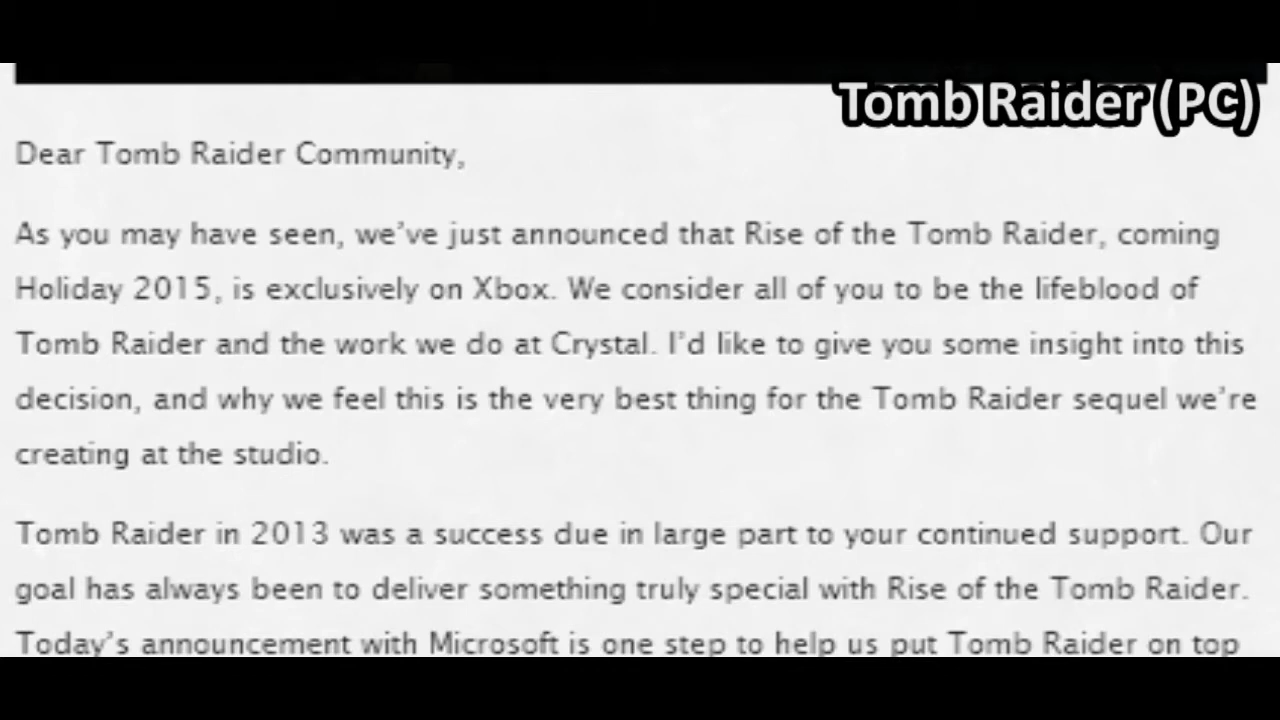 Tomb Raider (PC)
Dear Tomb Raider Community,
As you may have seen, we’ve just announced that Rise of the Tomb Raider, coming
Holiday 2015, is exclusively on Xbox. We consider all of you to be the lifeblood of
Tomb Raider and the work we do at Crystal. I’d like to give you some insight into this
decision, and why we feel this is the very best thing for the Tomb Raider sequel we’re
creating at the studio.
Tomb Raider in 2013 was a success due in large part to your continued support. Our
goal has always been to deliver something truly special with Rise of the Tomb Raider.
Today’s announcement with Microsoft is one step to help us put Tomb Raider on top